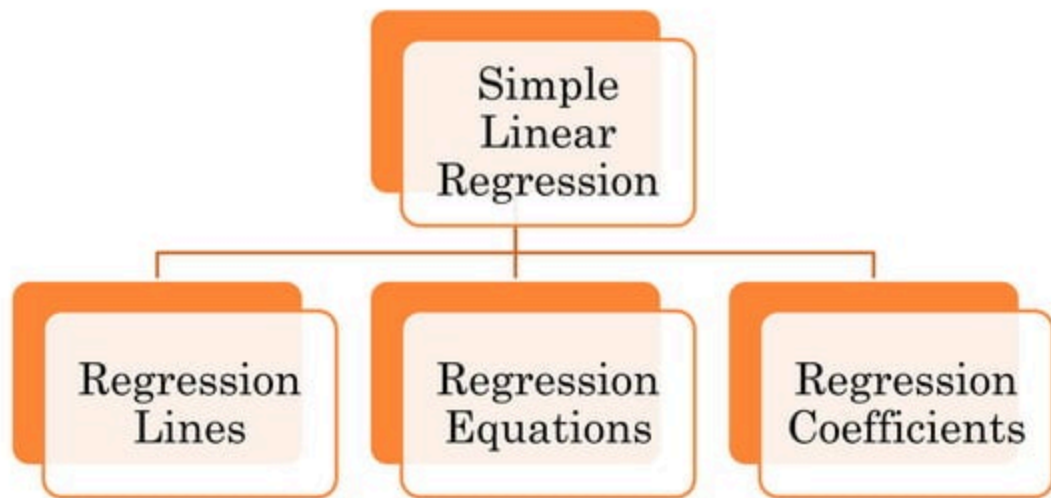 Simple
Linear
Regression
Regression
Lines
Regression
Equations
Regression
Coefficients